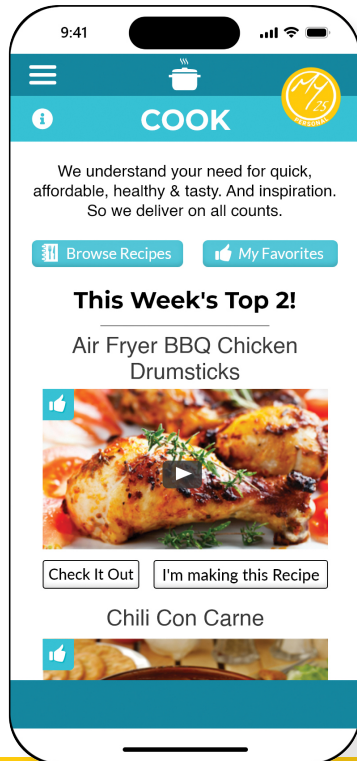 9:41
My 25
PERSONAL
COOK
We understand your need for quick,
affordable, healthy & tasty. And inspiration.
So we deliver on all counts.
Browse Recipes
My Favorites
This Week's Top 2!
Air Fryer BBQ Chicken
Drumsticks
Check It Out
I'm making this Recipe
Chili Con Carne